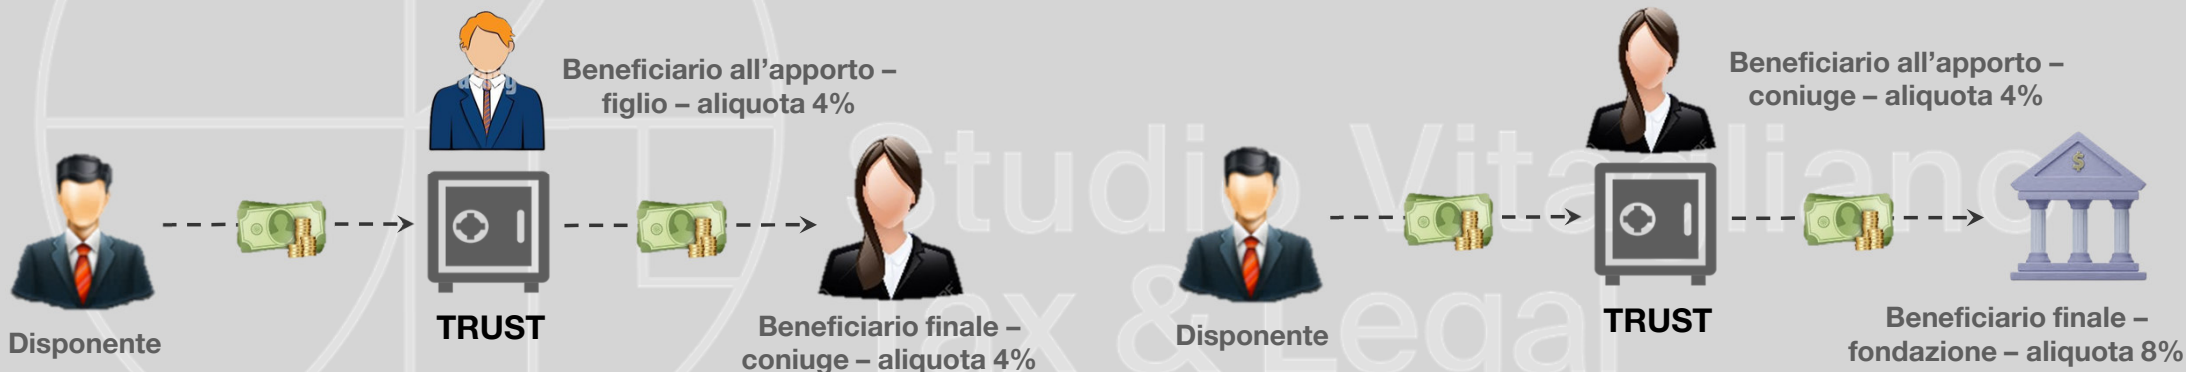 Beneficiario all'apporto –
figlio – aliquota 4%
Disponente
TRUST
Beneficiario finale –
coniuge – aliquota 4%
Beneficiario all'apporto –
coniuge – aliquota 4%
Disponente
TRUST
Beneficiario finale –
fondazione – aliquota 8%
Studio Vitagliano
Tax & Legal